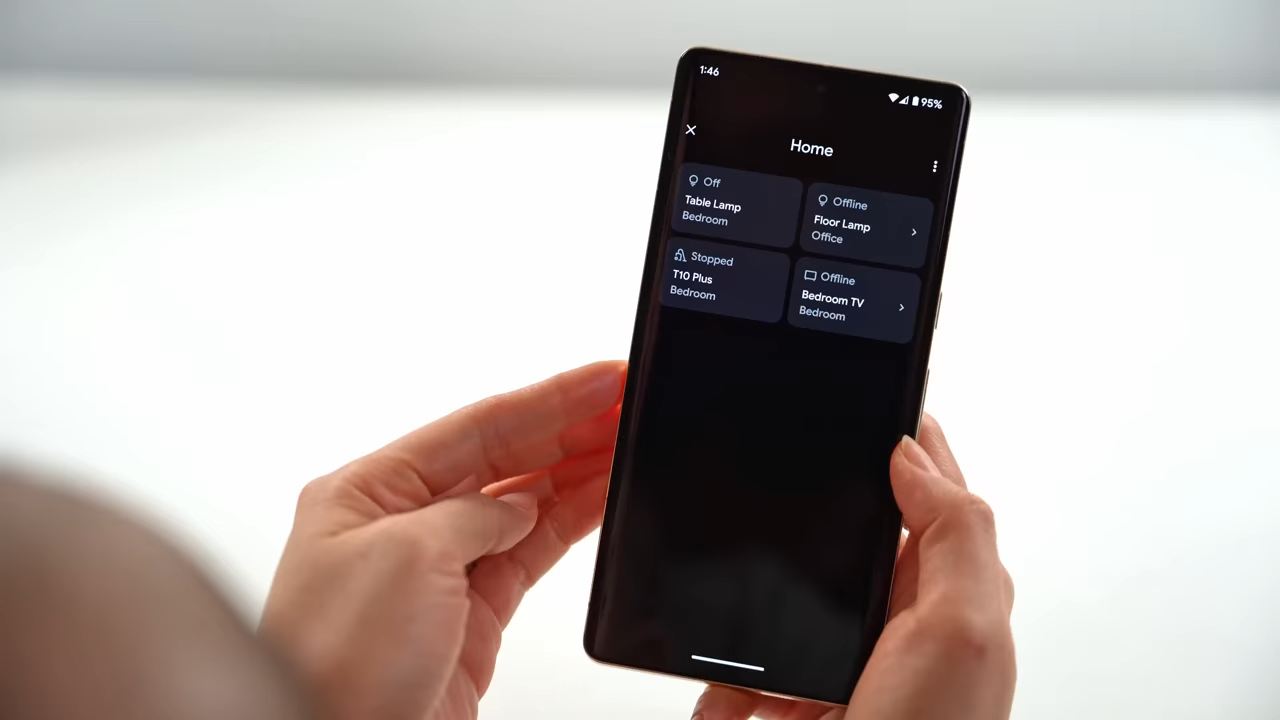 1:46
95%
Home
Off
Table Lamp
Bedroom
Offline
Floor Lamp
Office
Stopped
T10 Plus
Bedroom
Offline
Bedroom TV
Bedroom